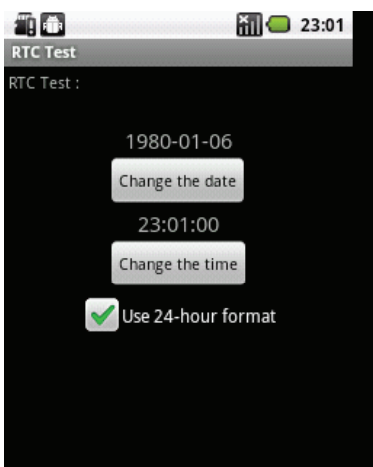 23:01
RTC Test
RTC Test :
1980-01-06
Change the date
23:01:00
Change the time
Use 24-hour format